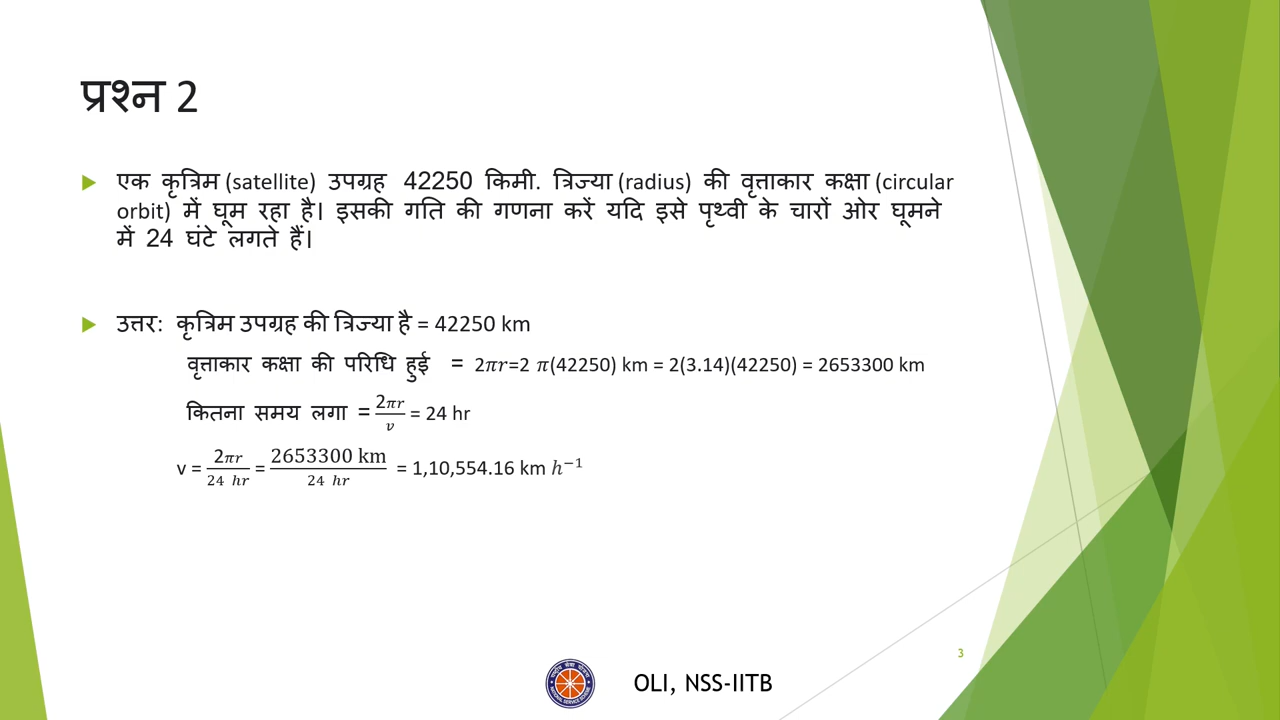 प्रश्न 2
एक कृत्रिम (satellite) उपग्रह 42250 किमी. त्रिज्या (radius) की वृत्ताकार कक्षा (circular
orbit) में घूम रहा है। इसकी गति की गणना करें यदि इसे पृथ्वी के चारों ओर घूमने
में 24 घंटे लगते हैं।
उत्तर: कृत्रिम उपग्रह की त्रिज्या है = 42250 km
वृत्ताकार कक्षा की परिधि हुई = 2𝜋𝑟=2 𝜋(42250) km = 2(3.14)(42250) = 2653300 km
कितना समय लगा = 2𝜋𝑟/𝑣 = 24 hr
v = 2𝜋𝑟/24 ℎ𝑟 = 2653300 km/24 ℎ𝑟 = 1,10,554.16 km ℎ⁻¹
3
OLI, NSS-IITB